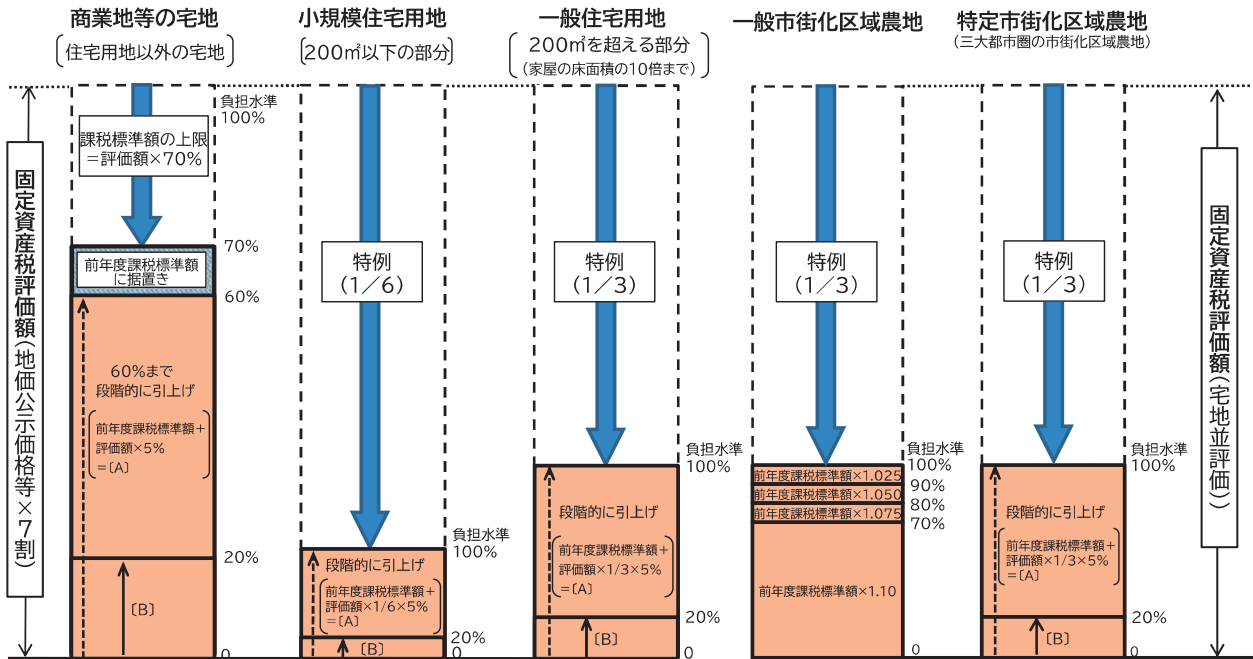 商業地等の宅地
住宅用地以外の宅地
小規模住宅用地
200㎡以下の部分
一般住宅用地
200㎡を超える部分
(家屋の床面積の10倍まで)
一般市街化区域農地
特定市街化区域農地
(三大都市圏の市街化区域農地)
固定資産税評価額(地価公示価格等×7割)
負担水準
100%
課税標準額の上限
＝評価額×70%
70%
前年度課税標準額
に据置き
60%
60%まで
段階的に引上げ
前年度課税標準額＋
評価額×5%
＝〔A〕
20%
〔B〕
0
特例
(1／6)
負担水準
100%
段階的に引上げ
前年度課税標準額＋
評価額×1/6×5%
＝〔A〕
20%
〔B〕
0
特例
(1／3)
負担水準
100%
段階的に引上げ
前年度課税標準額＋
評価額×1/3×5%
＝〔A〕
20%
〔B〕
0
特例
(1／3)
負担水準
100%
前年度課税標準額×1.025
90%
前年度課税標準額×1.050
80%
前年度課税標準額×1.075
70%
前年度課税標準額×1.10
0
特例
(1／3)
負担水準
100%
段階的に引上げ
前年度課税標準額＋
評価額×1/3×5%
＝〔A〕
20%
〔B〕
0
固定資産税評価額(宅地並評価)